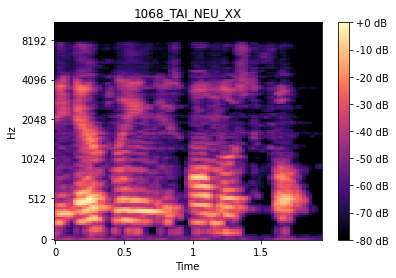 1068_TAI_NEU_XX
+0 dB
8192
-10 dB
4096
-20 dB
-30 dB
2048
Hz
-40 dB
1024
-50 dB
512
-60 dB
-70 dB
0
-80 dB
0 0.5 1 1.5
Time